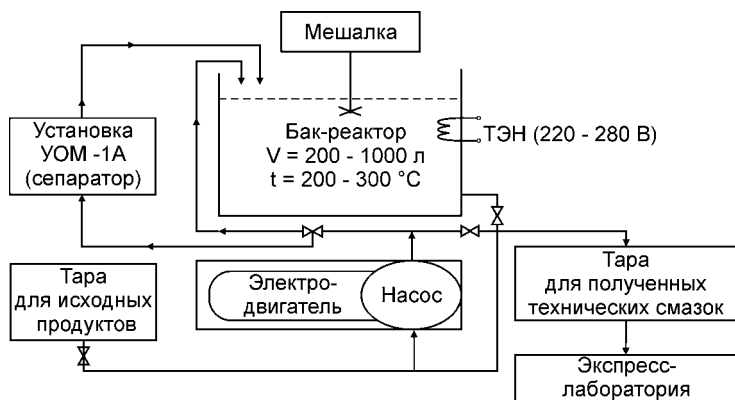 Мешалка
Установка
УОМ -1А
(сепаратор)
Бак-реактор
V = 200 - 1000 л
t = 200 - 300 °C
ТЭН (220 - 280 В)
Тара
для исходных
продуктов
Электро-
двигатель
Насос
Тара
для полученных
технических смазок
Экспресс-
лаборатория